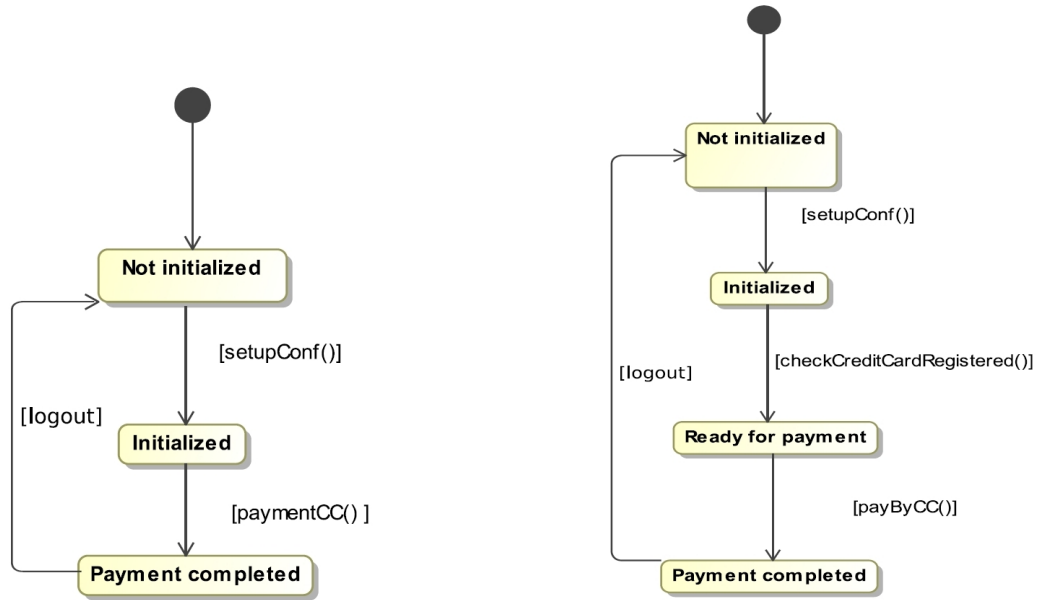 Not initialized
[setupConf()]
[logout]
Initialized
[paymentCC() ]
Payment completed
Not initialized
[setupConf()]
Initialized
[checkCreditCardRegistered()]
[logout]
Ready for payment
[payByCC()]
Payment completed